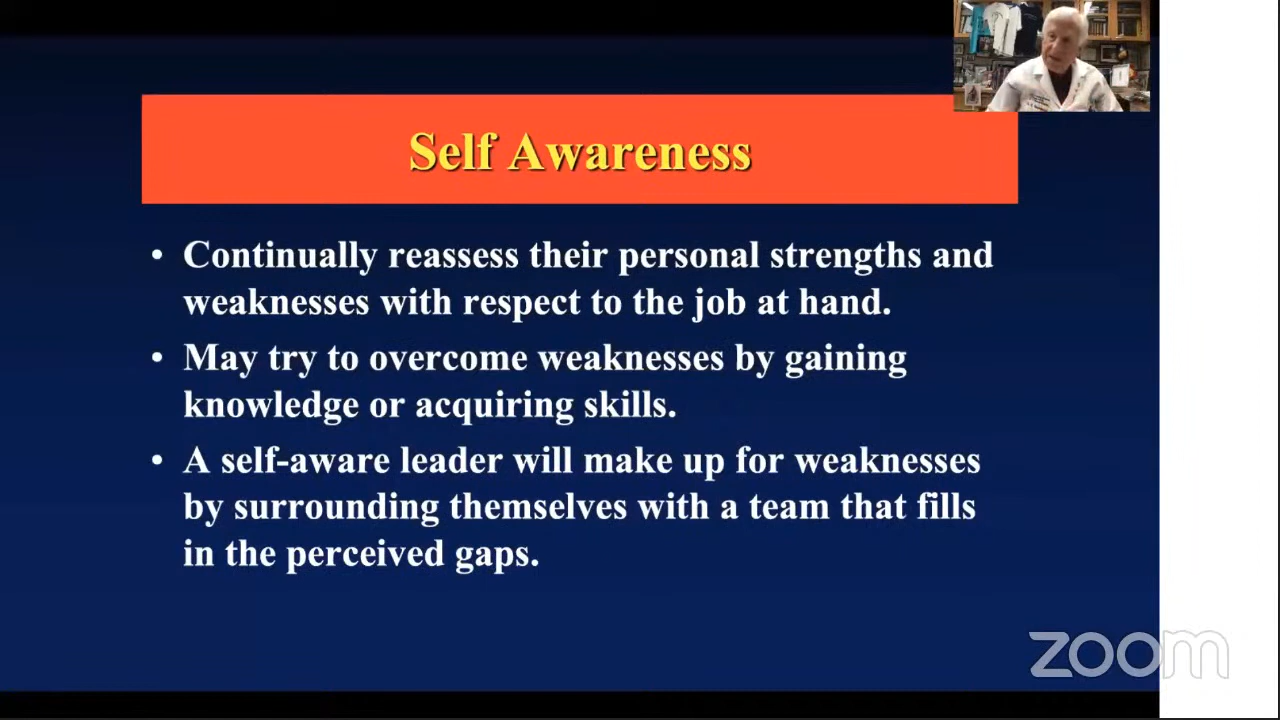 Self Awareness
• Continually reassess their personal strengths and
weaknesses with respect to the job at hand.
• May try to overcome weaknesses by gaining
knowledge or acquiring skills.
• A self-aware leader will make up for weaknesses
by surrounding themselves with a team that fills
in the perceived gaps.
zoom